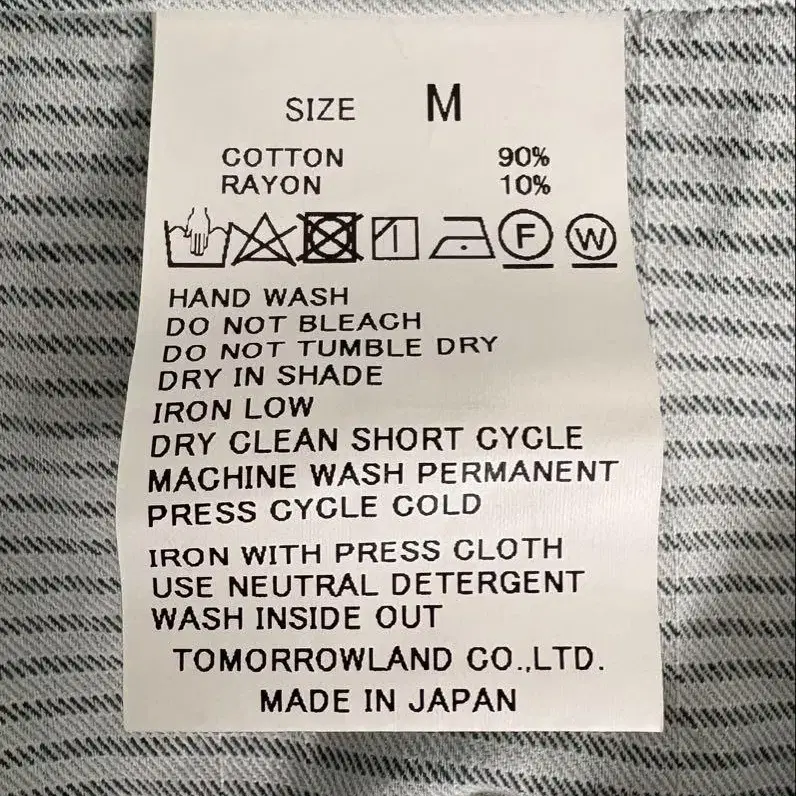 SIZE M
COTTON 90%
RAYON 10%
F W
HAND WASH
DO NOT BLEACH
DO NOT TUMBLE DRY
DRY IN SHADE
IRON LOW
DRY CLEAN SHORT CYCLE
MACHINE WASH PERMANENT
PRESS CYCLE COLD
IRON WITH PRESS CLOTH
USE NEUTRAL DETERGENT
WASH INSIDE OUT
TOMORROWLAND CO.,LTD.
MADE IN JAPAN